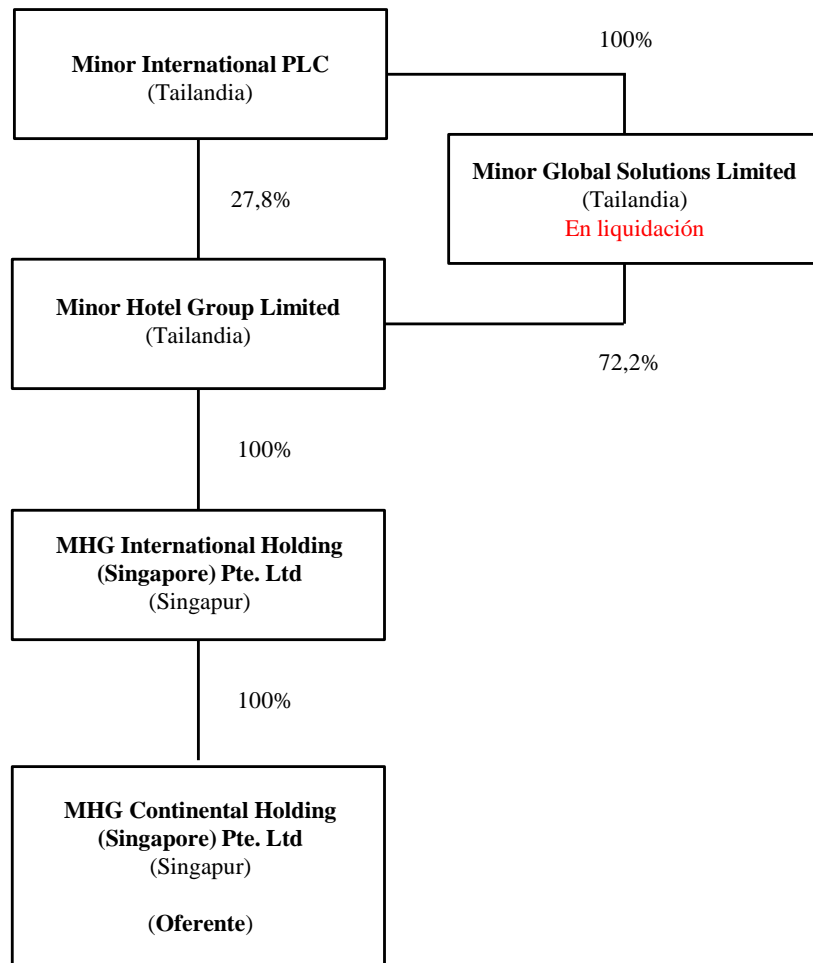 Minor International PLC
(Tailandia)
100%
Minor Global Solutions Limited
(Tailandia)
En liquidación
27,8%
Minor Hotel Group Limited
(Tailandia)
72,2%
100%
MHG International Holding
(Singapore) Pte. Ltd
(Singapur)
100%
MHG Continental Holding
(Singapore) Pte. Ltd
(Singapur)
(Oferente)